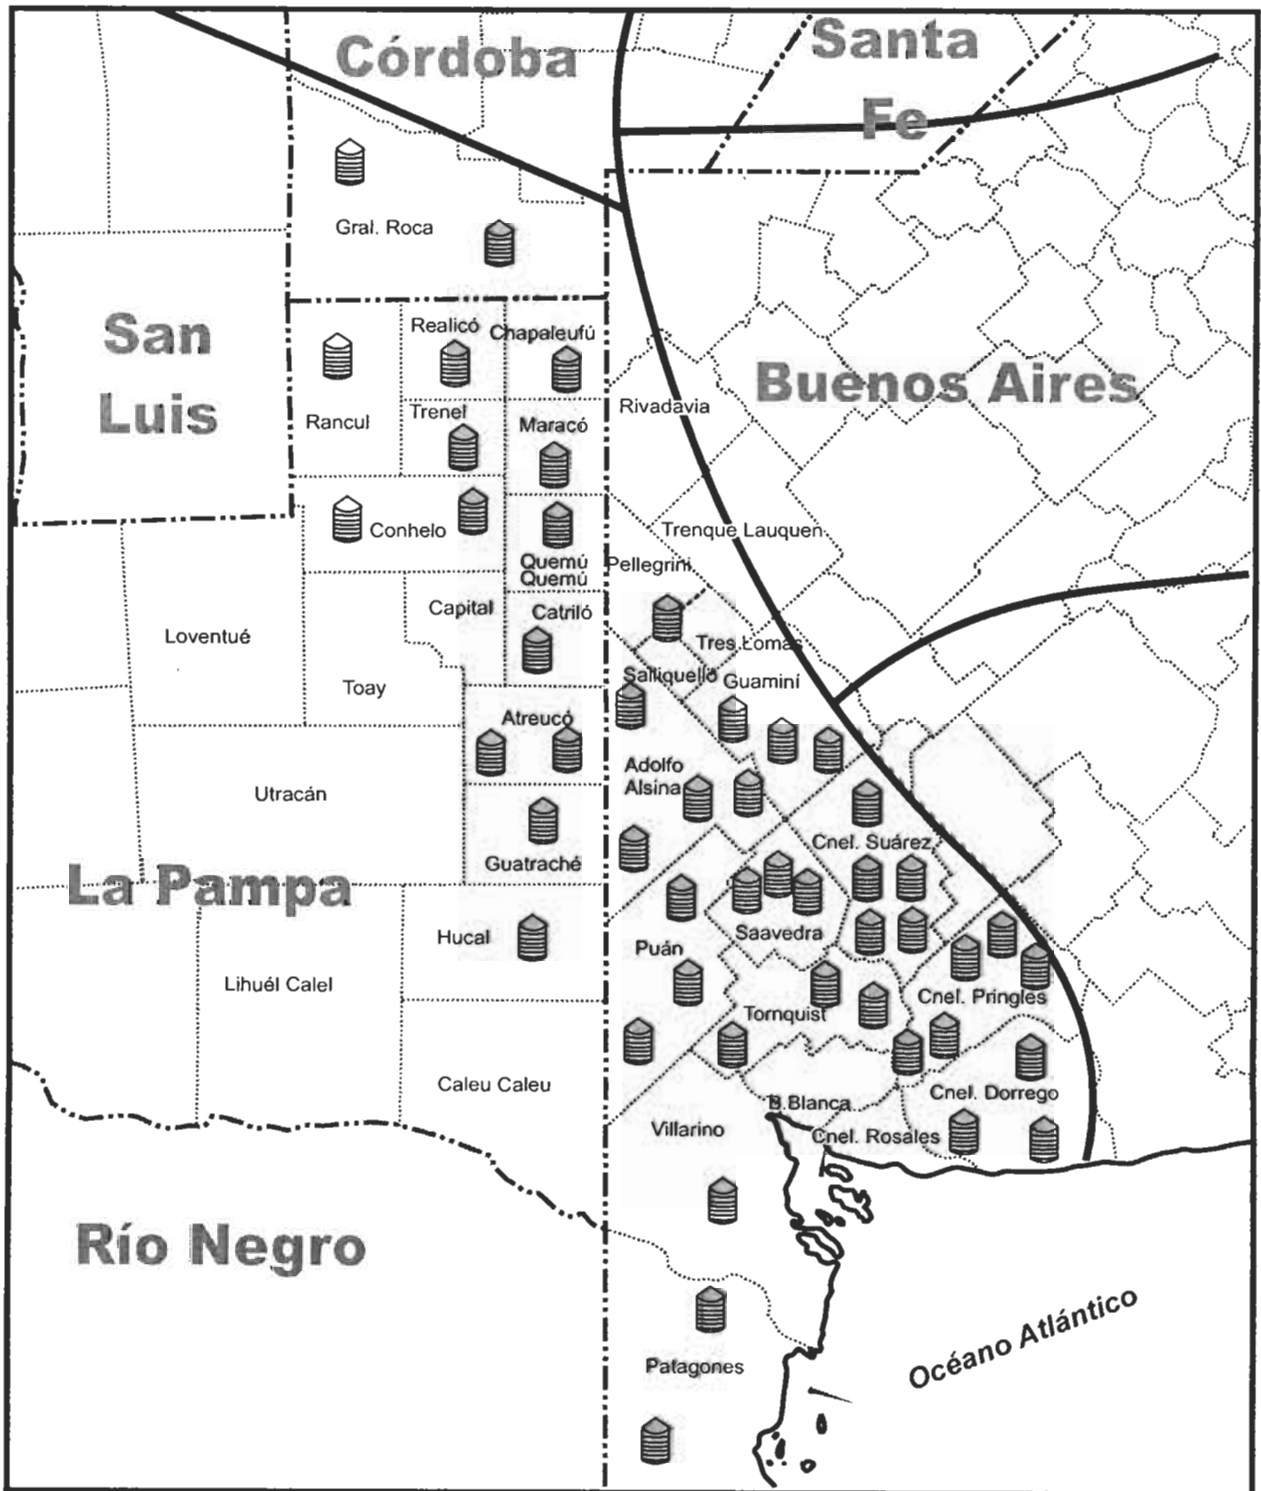 Córdoba
Santa
Fe
Gral. Roca
San
Luis
Realicó
Chapaleufú
Buenos Aires
Rancul
Trenel
Maracó
Rivadavia
Conhelo
Quemú
Quemú
Trenque Lauquen
Pellegrini
Loventué
Capital
Catriló
Tres Lomas
Toay
Salliquelló
Guaminí
Atreucó
Utracán
Adolfo
Alsina
Cnel. Suárez
Guatraché
La Pampa
Hucal
Puán
Saavedra
Lihuél Calel
Tornquist
Cnel. Pringles
Caleu Caleu
B.Blanca
Cnel. Dorrego
Villarino
Cnel. Rosales
Río Negro
Océano Atlántico
Patagones